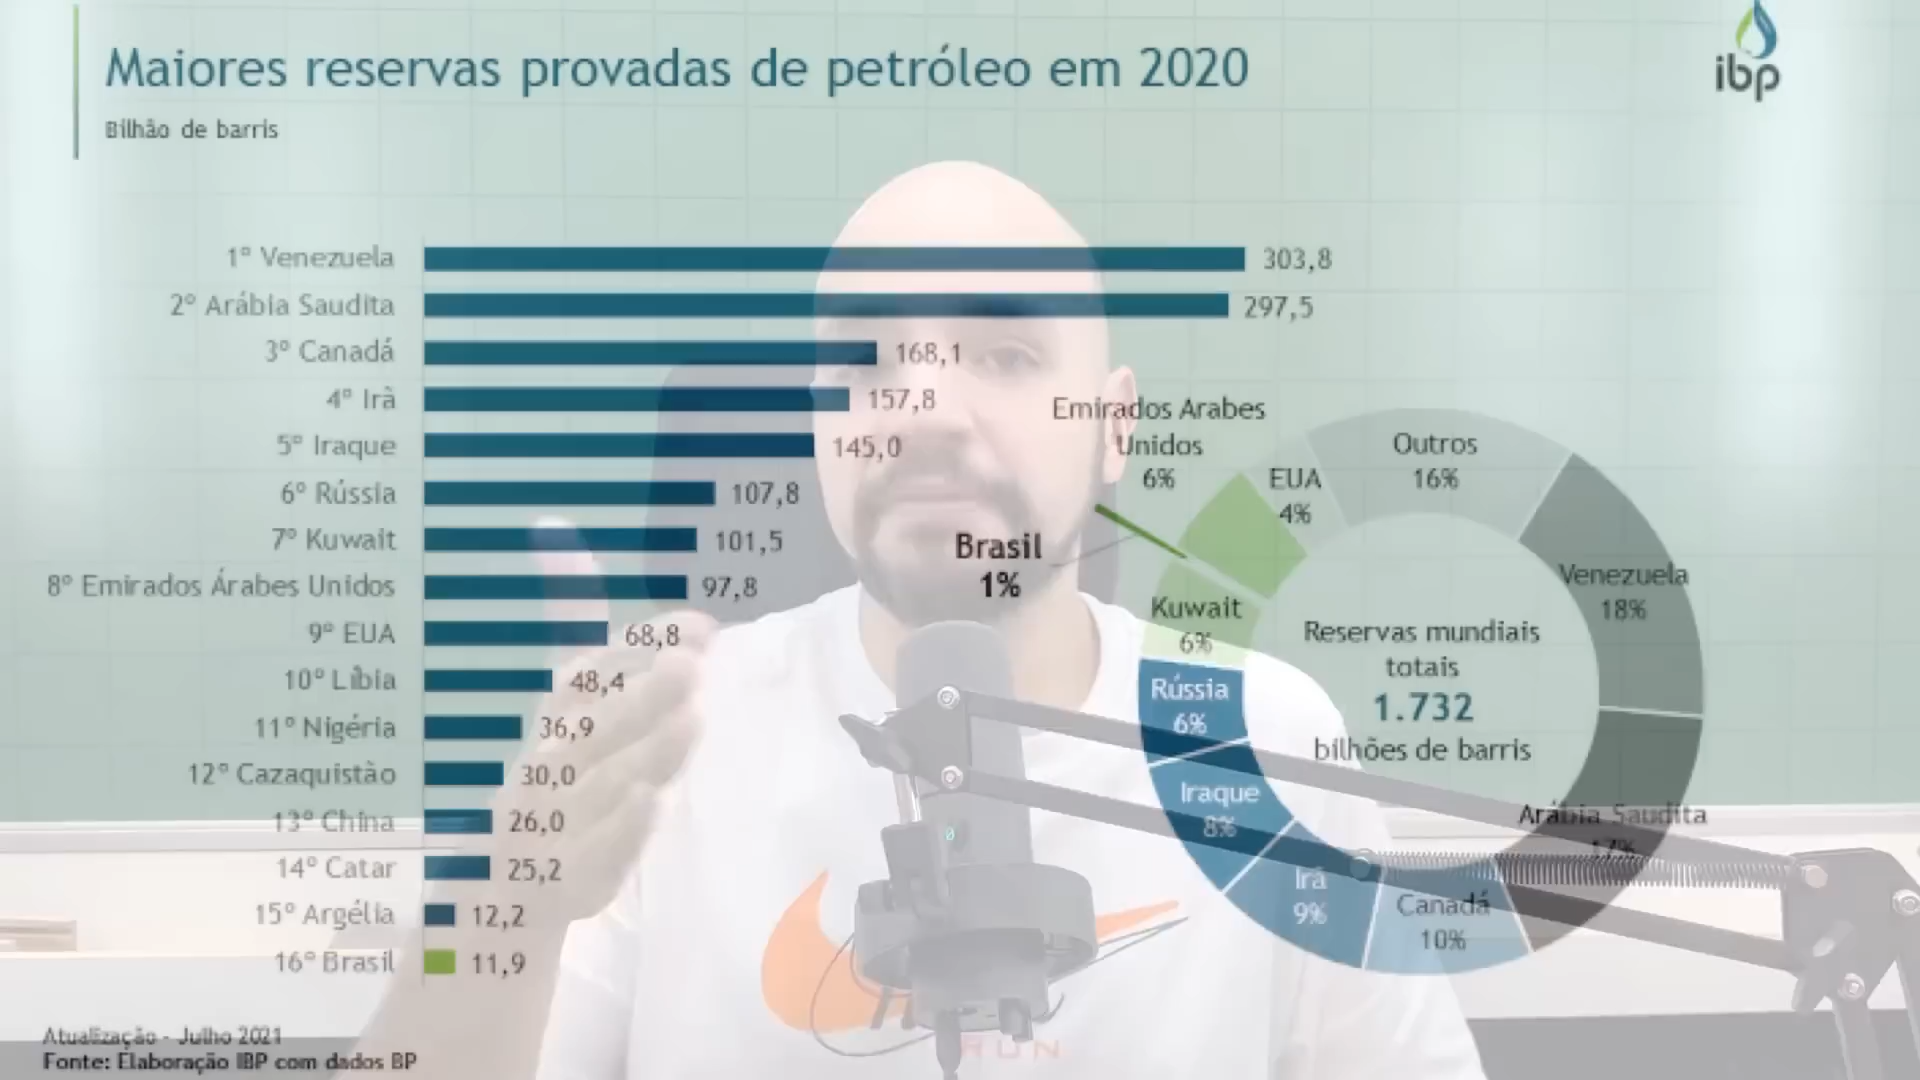 Maiores reservas provadas de petróleo em 2020
ibp
Bilhão de barris
1º Venezuela 303,8
2º Arábia Saudita 297,5
3º Canadá 168,1
4º Irã 157,8
5º Iraque 145,0
6º Rússia 107,8
7º Kuwait 101,5
8º Emirados Árabes Unidos 97,8
9º EUA 68,8
10º Líbia 48,4
11º Nigéria 36,9
12º Cazaquistão 30,0
13º China 26,0
14º Catar 25,2
15º Argélia 12,2
16º Brasil 11,9
Emirados Arabes
Unidos
6%
EUA
4%
Outros
16%
Brasil
1%
Venezuela
18%
Kuwait
6%
Reservas mundiais
totais
1.732
bilhões de barris
Rússia
6%
Iraque
8%
Arábia Saudita
17%
Irã
9%
Canadá
10%
Atualização - Julho 2021
Fonte: Elaboração IBP com dados BP
RUN